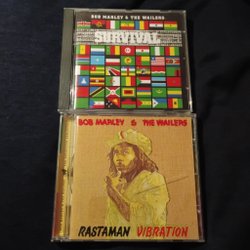 BOB MARLEY & THE WAILERS
SURVIVAL
BOB MARLEY & THE WAILERS
RASTAMAN VIBRATION